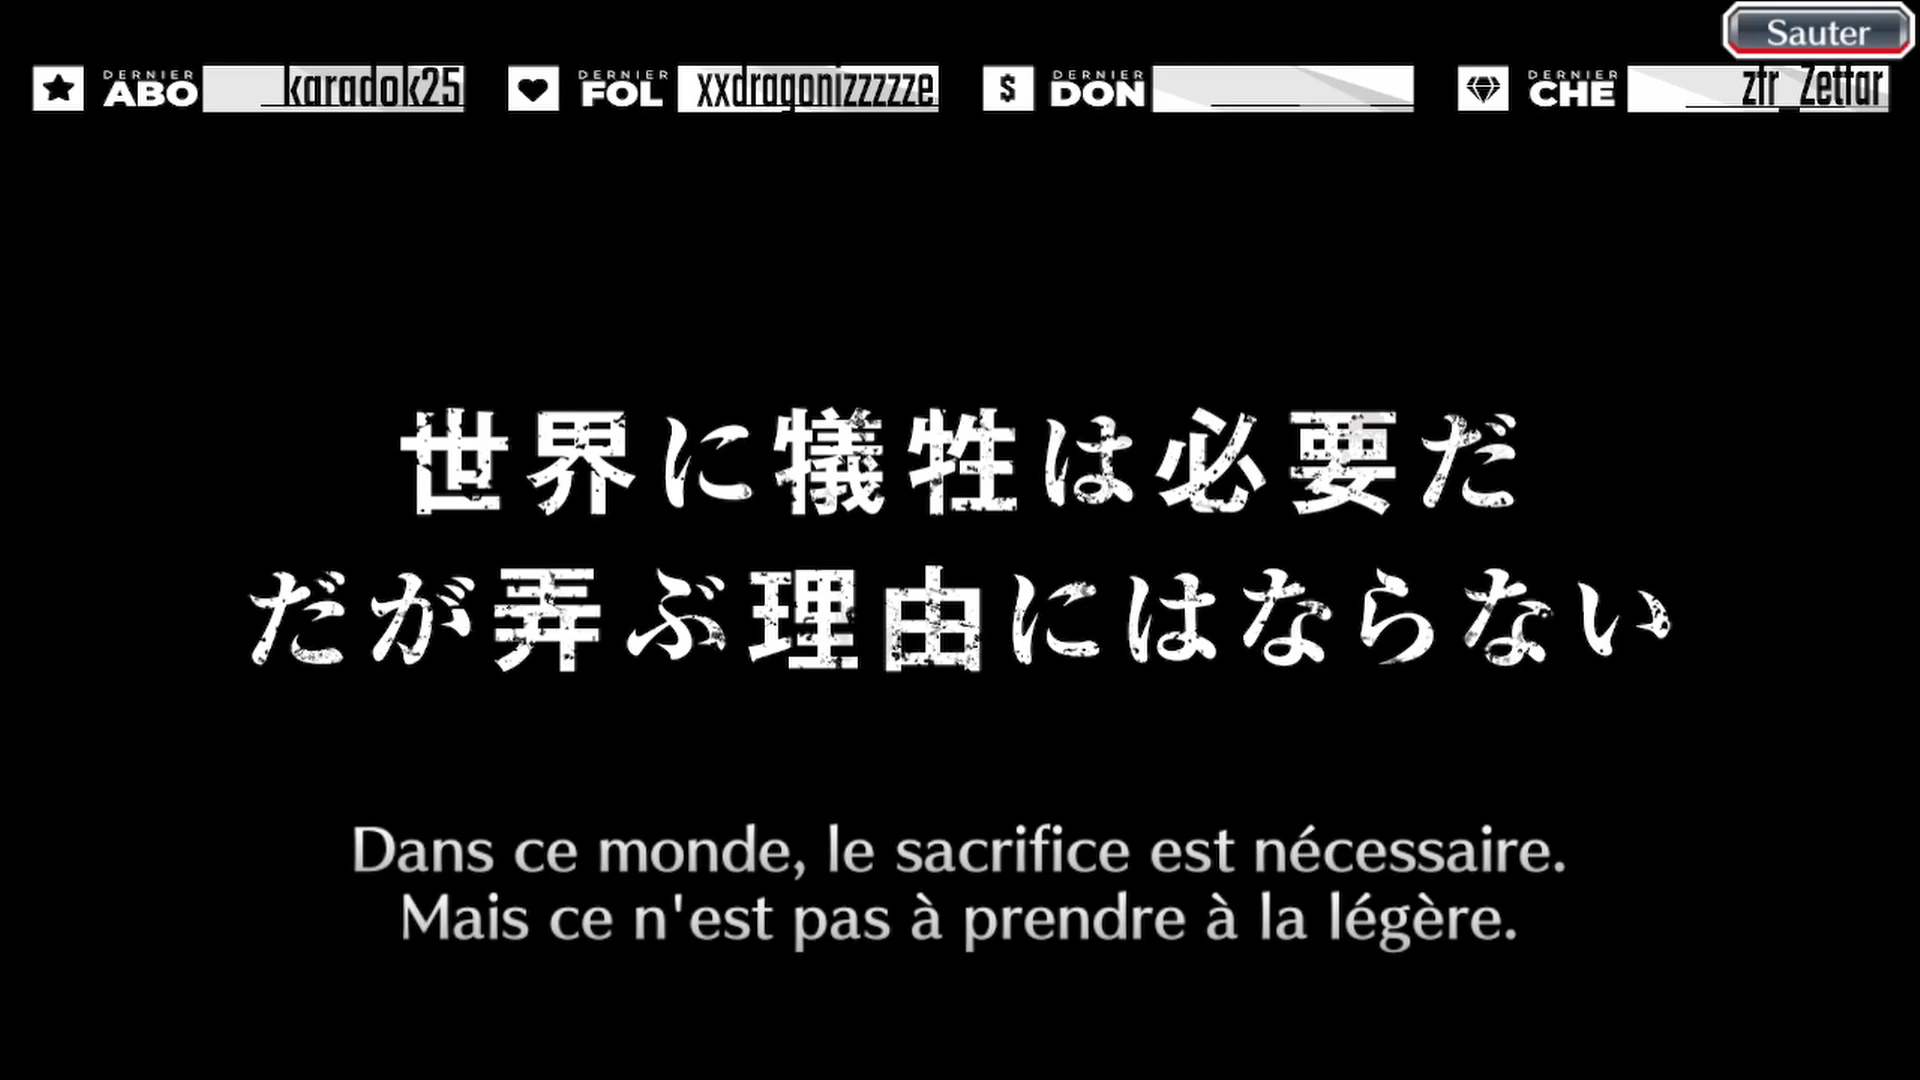 Sauter
DERNIER ABO karadok25
DERNIER FOL xxdragonizzzzze
DERNIER DON
DERNIER CHE ztr_Zettar
世界に犠牲は必要だ
だが弄ぶ理由にはならない
Dans ce monde, le sacrifice est nécessaire.
Mais ce n'est pas à prendre à la légère.